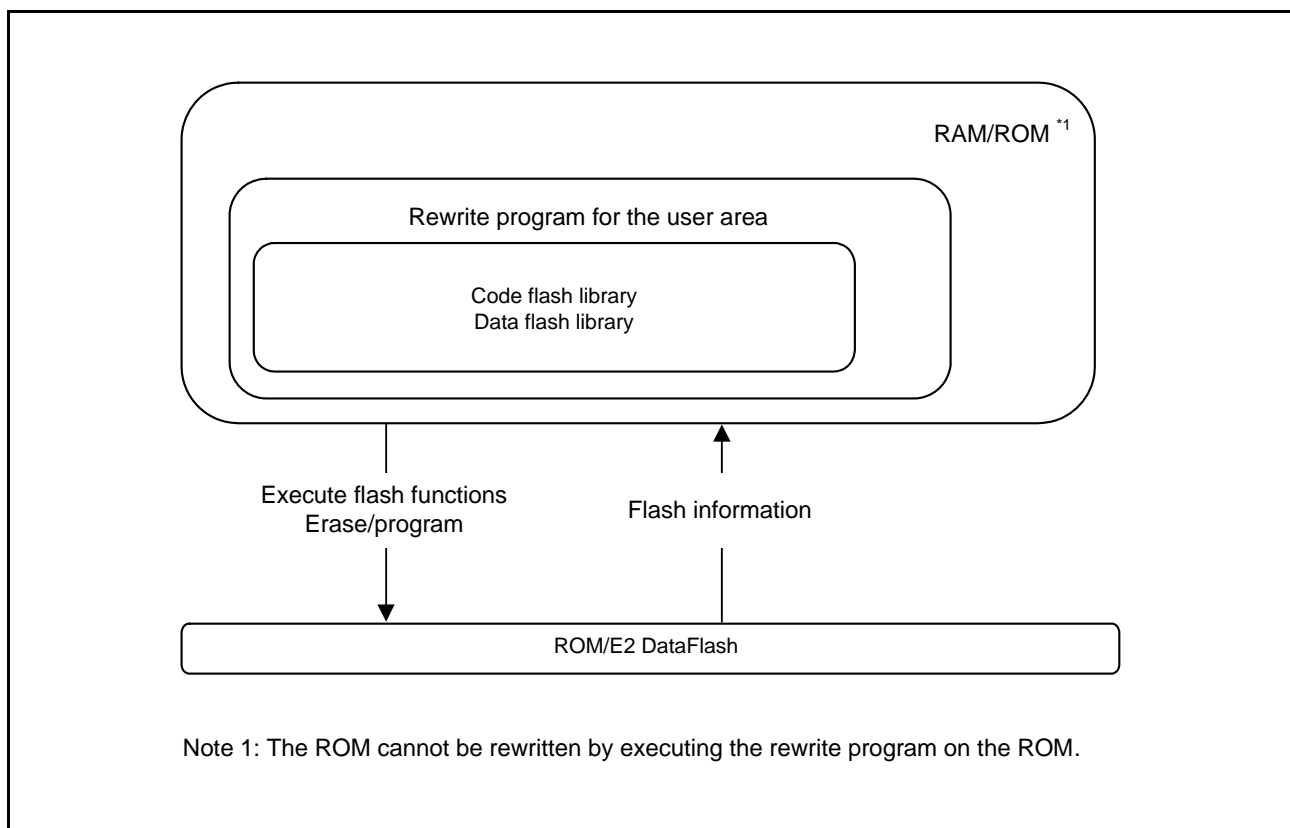 RAM/ROM *1
Rewrite program for the user area
Code flash library
Data flash library
Execute flash functions
Erase/program
Flash information
ROM/E2 DataFlash
Note 1: The ROM cannot be rewritten by executing the rewrite program on the ROM.